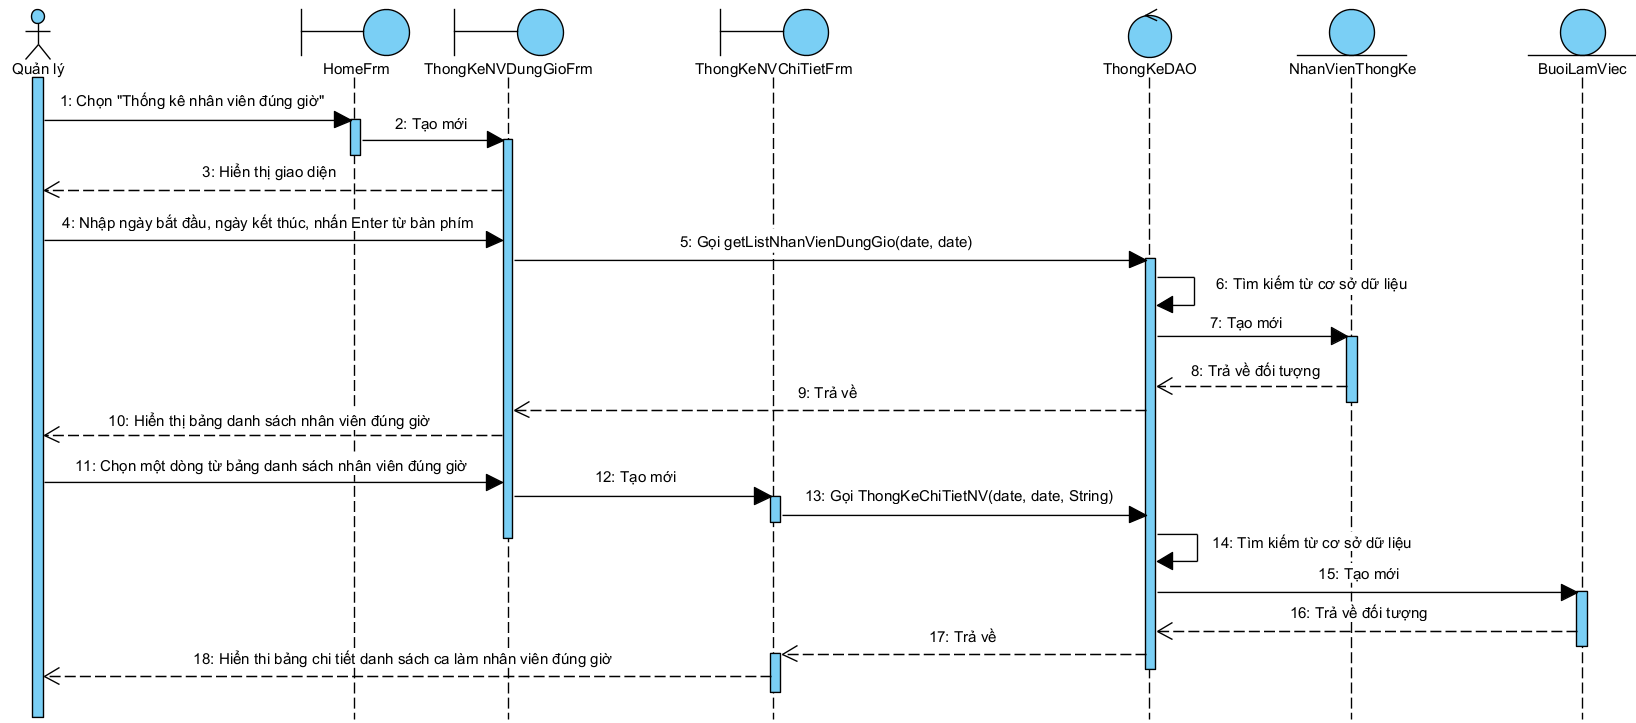 Quản lý
HomeFrm
ThongKeNVDungGioFrm
ThongKeNVChiTietFrm
ThongKeDAO
NhanVienThongKe
BuoiLamViec
1: Chọn "Thống kê nhân viên đúng giờ"
2: Tạo mới
3: Hiển thị giao diện
4: Nhập ngày bắt đầu, ngày kết thúc, nhấn Enter từ bàn phím
5: Gọi getListNhanVienDungGio(date, date)
6: Tìm kiếm từ cơ sở dữ liệu
7: Tạo mới
8: Trả về đối tượng
9: Trả về
10: Hiển thị bảng danh sách nhân viên đúng giờ
11: Chọn một dòng từ bảng danh sách nhân viên đúng giờ
12: Tạo mới
13: Gọi ThongKeChiTietNV(date, date, String)
14: Tìm kiếm từ cơ sở dữ liệu
15: Tạo mới
16: Trả về đối tượng
17: Trả về
18: Hiển thi bảng chi tiết danh sách ca làm nhân viên đúng giờ